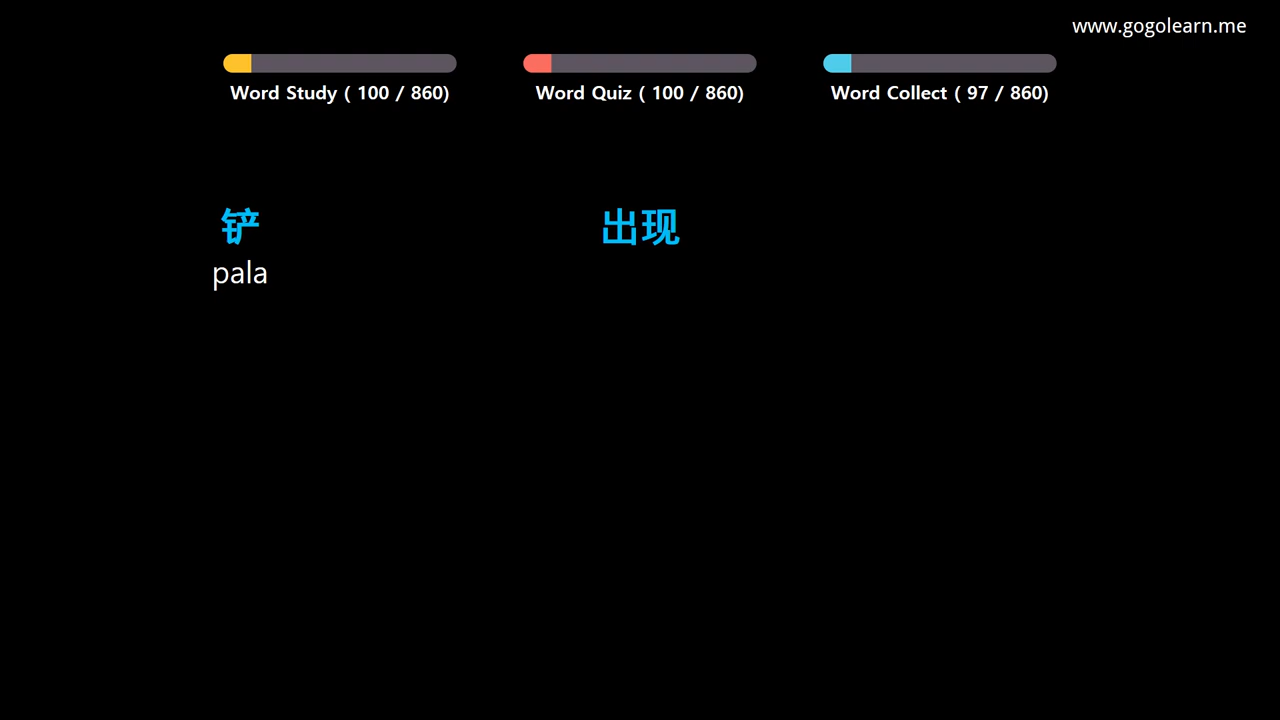 www.gogolearn.me
Word Study ( 100 / 860)
Word Quiz ( 100 / 860)
Word Collect ( 97 / 860)
铲
出现
pala